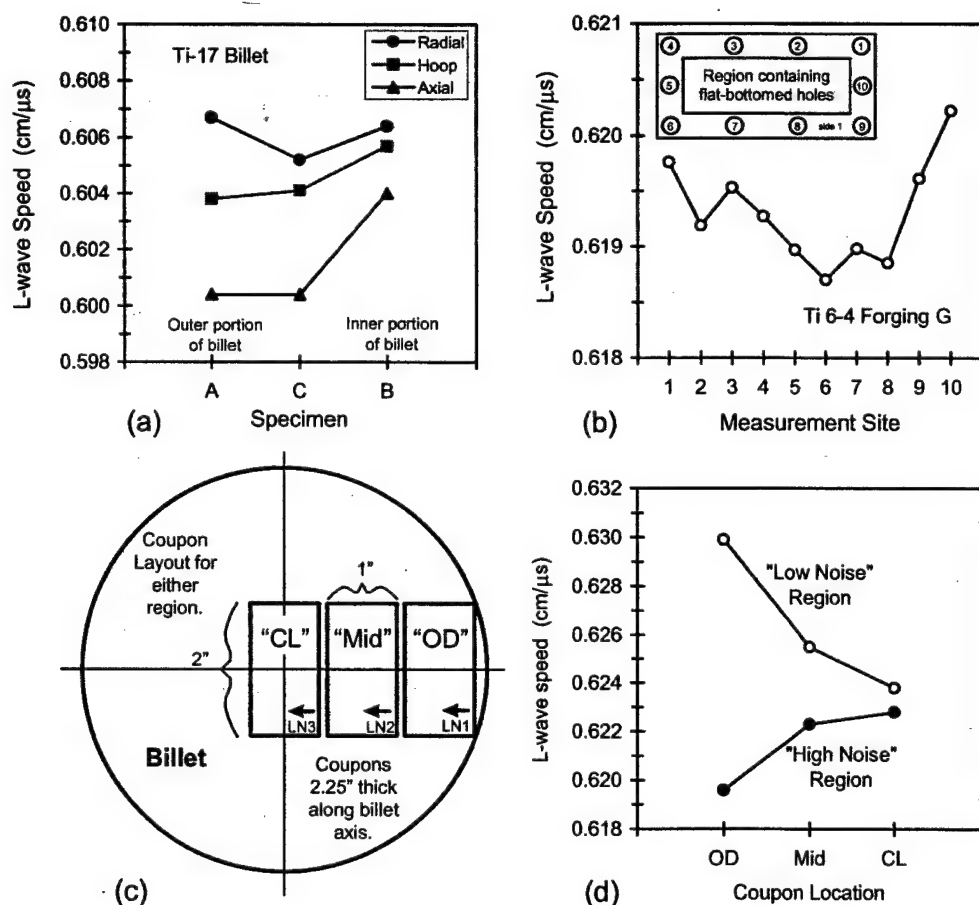 0.610
0.608
0.606
0.604
0.602
0.600
0.598
L-wave Speed (cm/µs)
Ti-17 Billet
Radial
Hoop
Axial
Outer portion
of billet
Inner portion
of billet
A
C
B
Specimen
(a)
0.621
0.620
0.619
0.618
L-wave Speed (cm/µs)
4
3
2
1
5
Region containing
flat-bottomed holes
10
6
7
8
side 1
9
Ti 6-4 Forging G
1 2 3 4 5 6 7 8 9 10
Measurement Site
(b)
Coupon
Layout for
either
region.
1"
2"
"CL"
"Mid"
"OD"
LN3
LN2
LN1
Billet
Coupons
2.25" thick
along billet
axis.
(c)
0.632
0.630
0.628
0.626
0.624
0.622
0.620
0.618
L-wave speed (cm/µs)
"Low Noise"
Region
"High Noise"
Region
OD
Mid
CL
Coupon Location
(d)